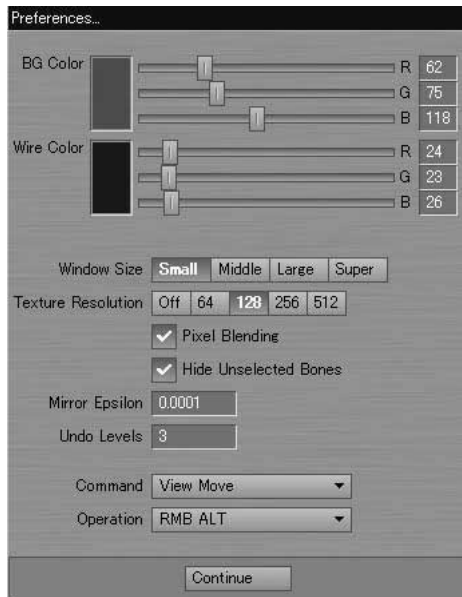 Preferences...
BG Color R 62
G 75
B 118
Wire Color R 24
G 23
B 26
Window Size Small Middle Large Super
Texture Resolution Off 64 128 256 512
Pixel Blending
Hide Unselected Bones
Mirror Epsilon 0.0001
Undo Levels 3
Command View Move
Operation RMB ALT
Continue